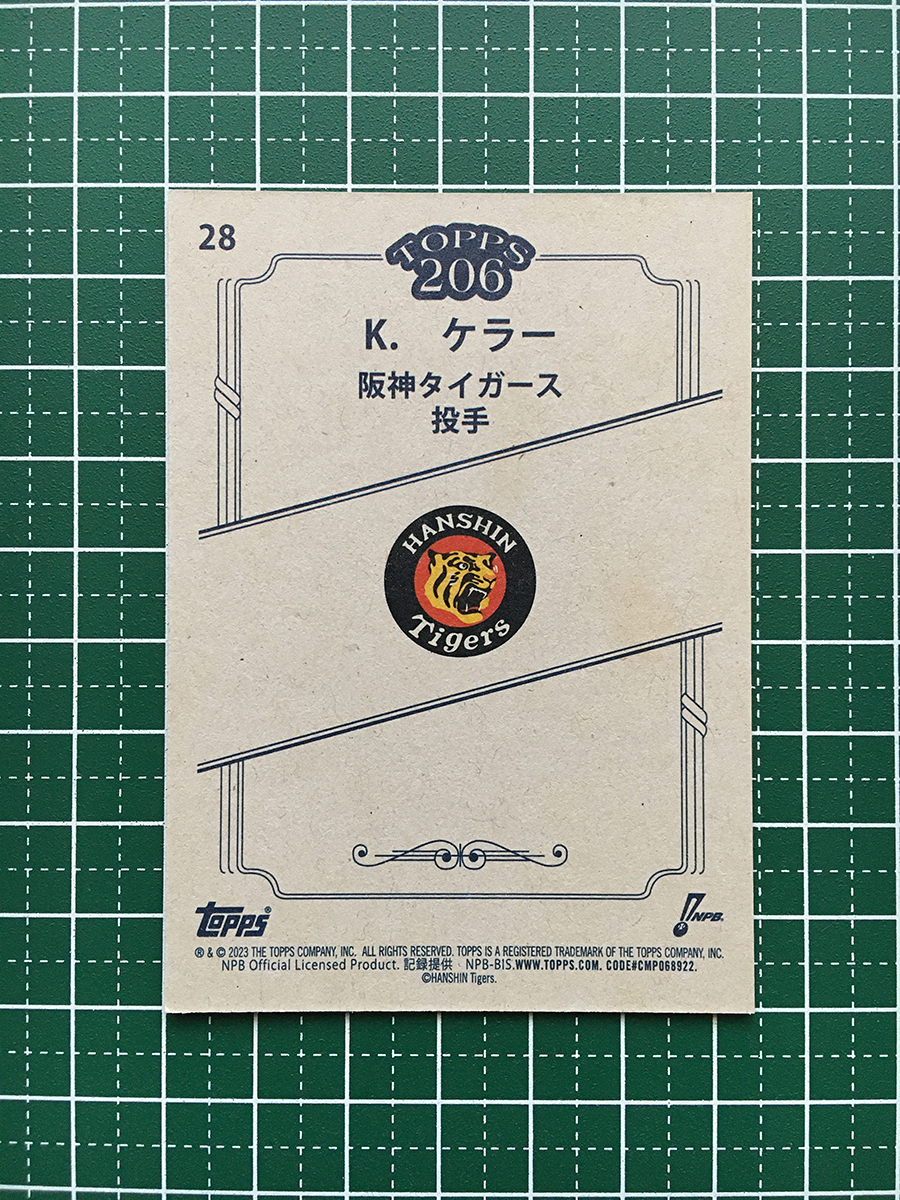 28
TOPPS
206
K. ケラー
阪神タイガース
投手
HANSHIN
Tigers
topps®
NPB.
® & © 2023 THE TOPPS COMPANY, INC. ALL RIGHTS RESERVED. TOPPS IS A REGISTERED TRADEMARK OF THE TOPPS COMPANY, INC.
NPB Official Licensed Product. 記録提供 NPB-BIS.WWW.TOPPS.COM. CODE#CMP068922.
©HANSHIN Tigers.